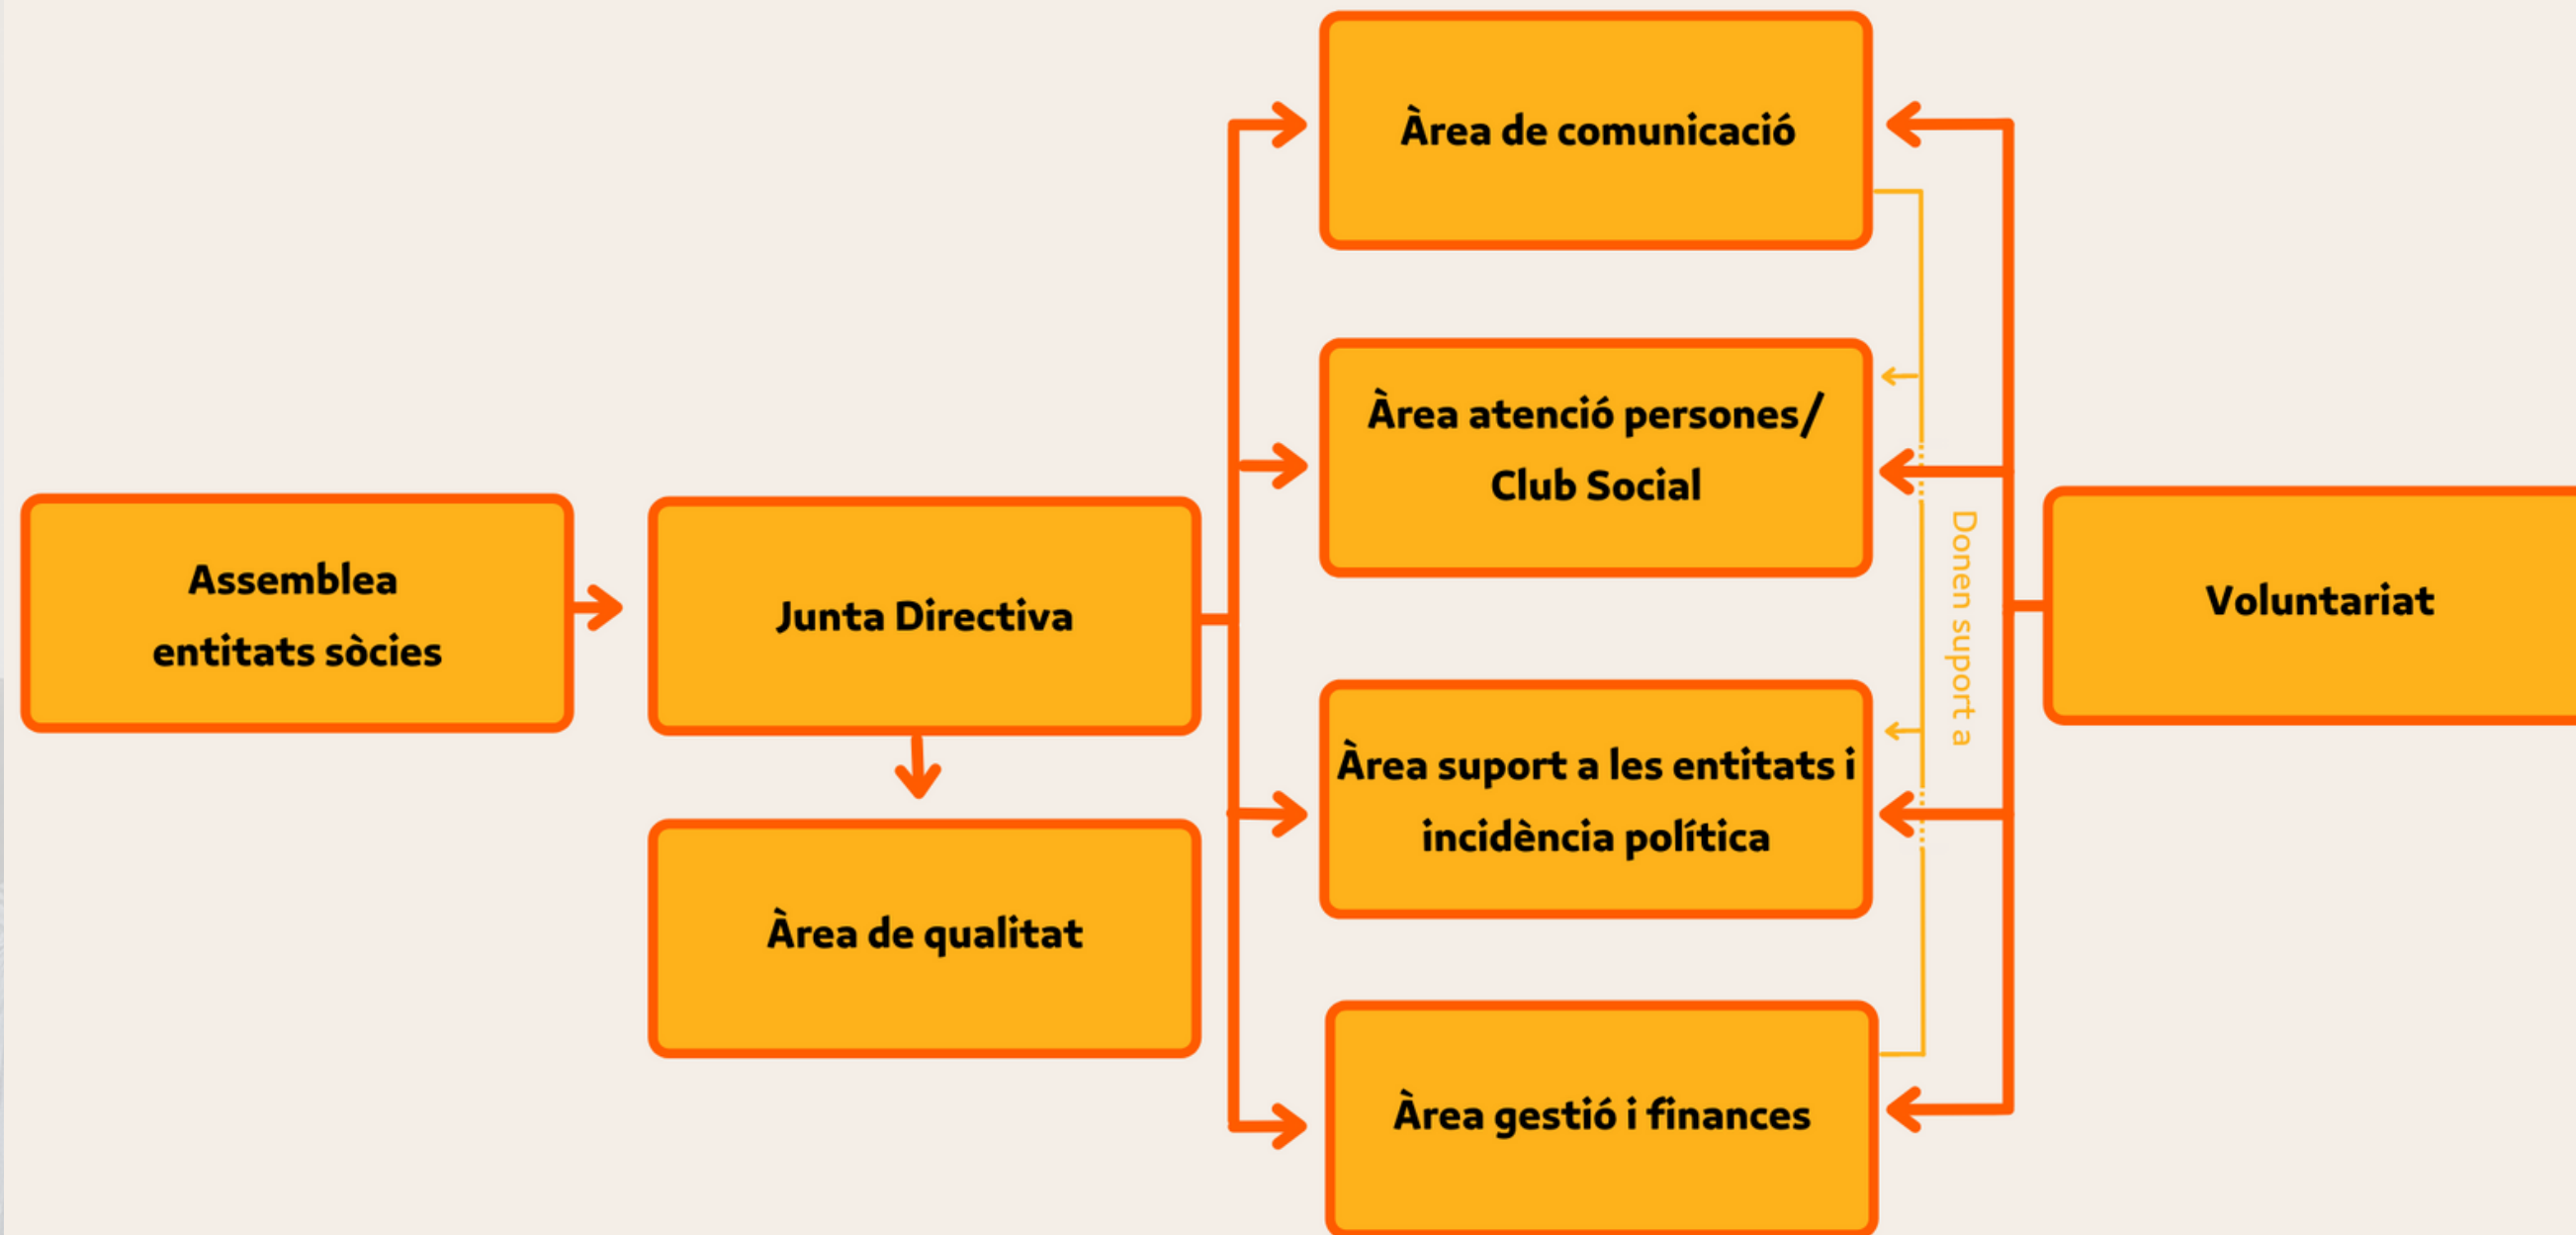 Àrea de comunicació
Àrea atenció persones/
Club Social
Assemblea
entitats sòcies
Junta Directiva
Donen suport a
Voluntariat
Àrea suport a les entitats i
incidència política
Àrea de qualitat
Àrea gestió i finances